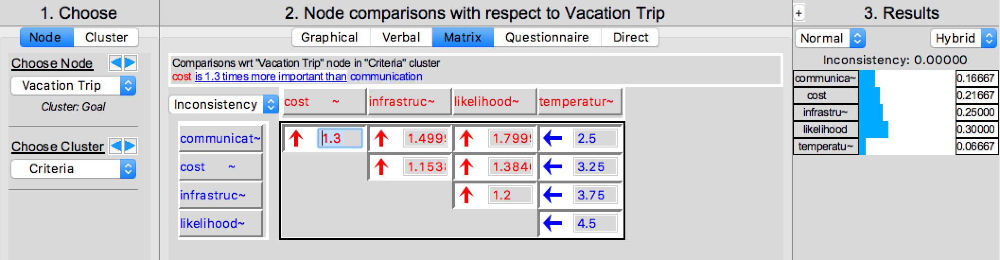 1. Choose
Node Cluster
Choose Node
Vacation Trip
Cluster: Goal
Choose Cluster
Criteria
2. Node comparisons with respect to Vacation Trip
Graphical Verbal Matrix Questionnaire Direct
Comparisons wrt "Vacation Trip" node in "Criteria" cluster
cost is 1.3 times more important than communication
Inconsistency cost ~ infrastruc~ likelihood~ temperatur~
communicat~ 1.3 1.499 1.799 2.5
cost ~ 1.153 1.384 3.25
infrastruc~ 1.2 3.75
likelihood~ 4.5
+ 3. Results
Normal Hybrid
Inconsistency: 0.00000
communica~ 0.16667
cost 0.21667
infrastru~ 0.25000
likelihood 0.30000
temperatu~ 0.06667